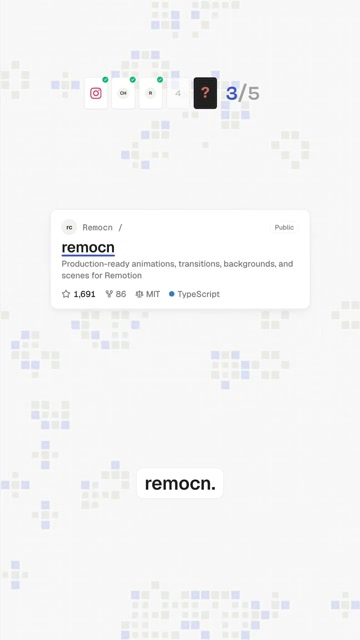 CH
R
4
?
3/5
rc
Remocn /
Public
remocn
Production-ready animations, transitions, backgrounds, and
scenes for Remotion
1,691
86
MIT
TypeScript
remocn.